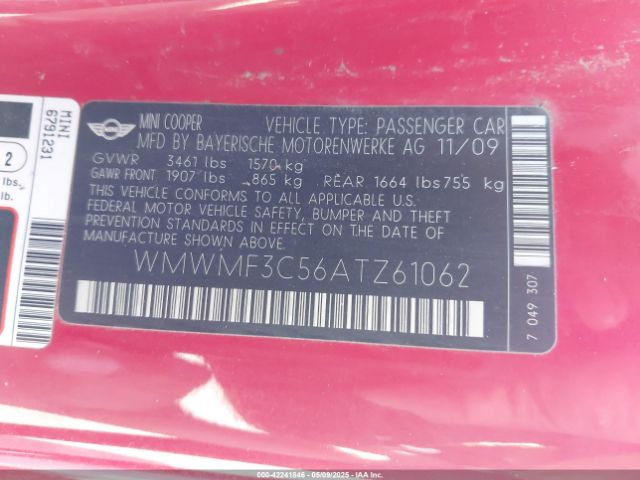 MINI
6791231
2
lbs.
lb.
MINI
MINI COOPER
VEHICLE TYPE: PASSENGER CAR
MFD BY BAYERISCHE MOTORENWERKE AG 11/09
GVWR 3461 lbs 1570 kg
GAWR FRONT 1907 lbs 865 kg REAR 1664 lbs 755 kg
THIS VEHICLE CONFORMS TO ALL APPLICABLE U.S.
FEDERAL MOTOR VEHICLE SAFETY, BUMPER AND THEFT
PREVENTION STANDARDS IN EFFECT ON THE DATE OF
MANUFACTURE SHOWN ABOVE.
WMWMF3C56ATZ61062
7 049 307
000-42241846 - 05/09/2025 - IAAI.COM